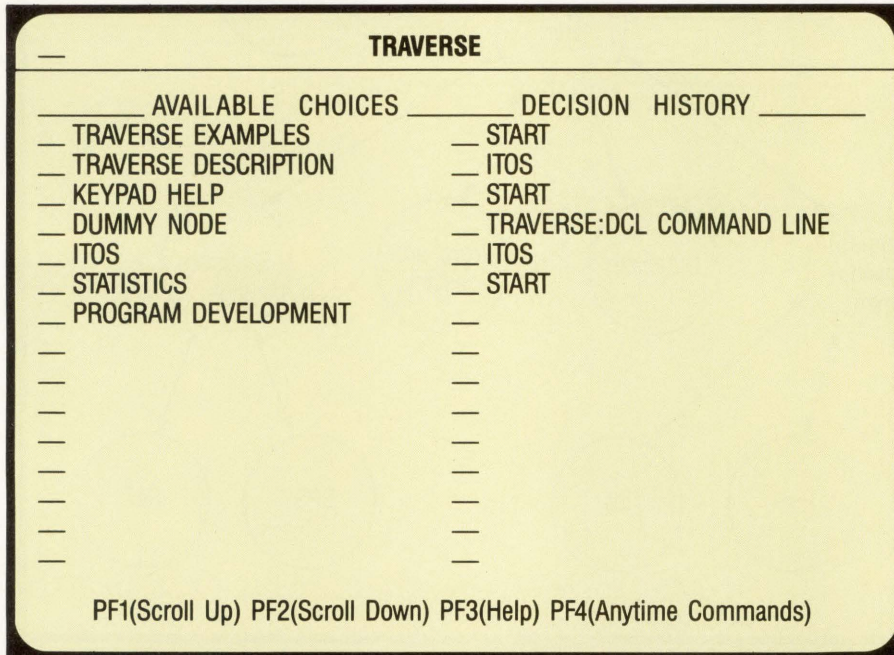 TRAVERSE
AVAILABLE CHOICES DECISION HISTORY
TRAVERSE EXAMPLES START
TRAVERSE DESCRIPTION ITOS
KEYPAD HELP START
DUMMY NODE TRAVERSE:DCL COMMAND LINE
ITOS ITOS
STATISTICS START
PROGRAM DEVELOPMENT
PF1(Scroll Up) PF2(Scroll Down) PF3(Help) PF4(Anytime Commands)